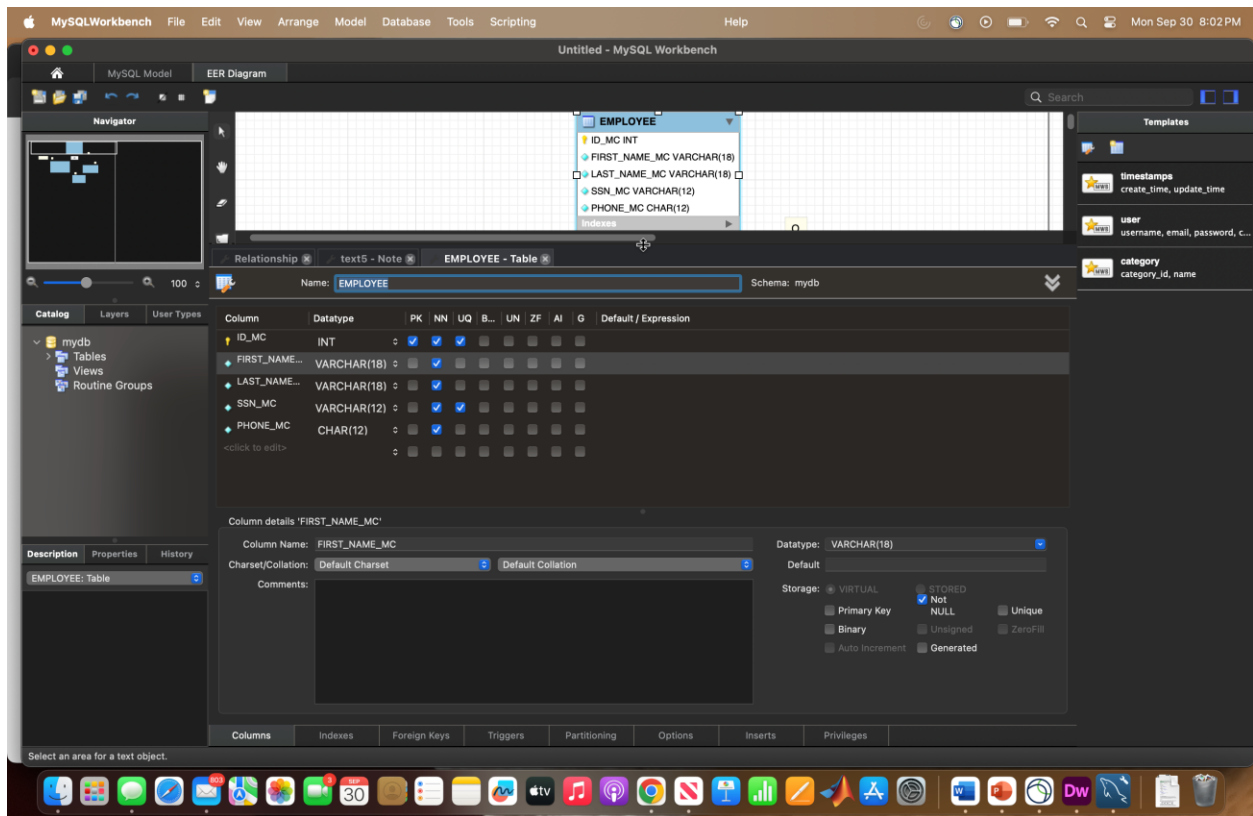 MySQLWorkbench File Edit View Arrange Model Database Tools Scripting Help Mon Sep 30 8:02 PM
Untitled - MySQL Workbench
MySQL Model EER Diagram
Search
Navigator
Templates
EMPLOYEE
ID_MC INT
FIRST_NAME_MC VARCHAR(18)
LAST_NAME_MC VARCHAR(18)
SSN_MC VARCHAR(12)
PHONE_MC CHAR(12)
Indexes
timestamps
create_time, update_time
user
username, email, password, c...
category
category_id, name
Relationship text5 - Note EMPLOYEE - Table
100
Name: EMPLOYEE Schema: mydb
Catalog Layers User Types
mydb
Tables
Views
Routine Groups
Column Datatype PK NN UQ B... UN ZF AI G Default / Expression
ID_MC INT
FIRST_NAME... VARCHAR(18)
LAST_NAME... VARCHAR(18)
SSN_MC VARCHAR(12)
PHONE_MC CHAR(12)
<click to edit>
Column details 'FIRST_NAME_MC'
Column Name: FIRST_NAME_MC Datatype: VARCHAR(18)
Charset/Collation: Default Charset Default Collation Default
Comments: Storage: VIRTUAL STORED
Primary Key Not NULL Unique
Binary Unsigned ZeroFill
Auto Increment Generated
Description Properties History
EMPLOYEE: Table
Columns Indexes Foreign Keys Triggers Partitioning Options Inserts Privileges
Select an area for a text object.
803
3
SEP
30
tv
Dw